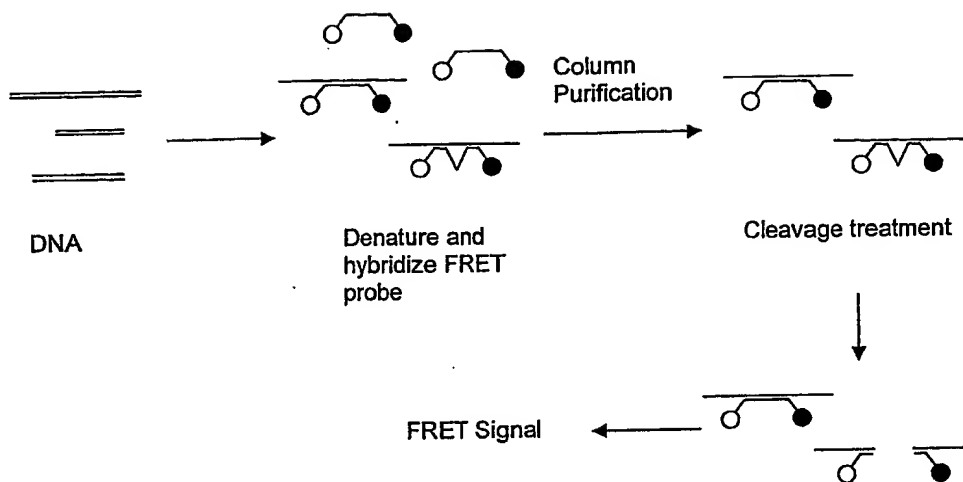 DNA
Denature and
hybridize FRET
probe
Column
Purification
Cleavage treatment
FRET Signal